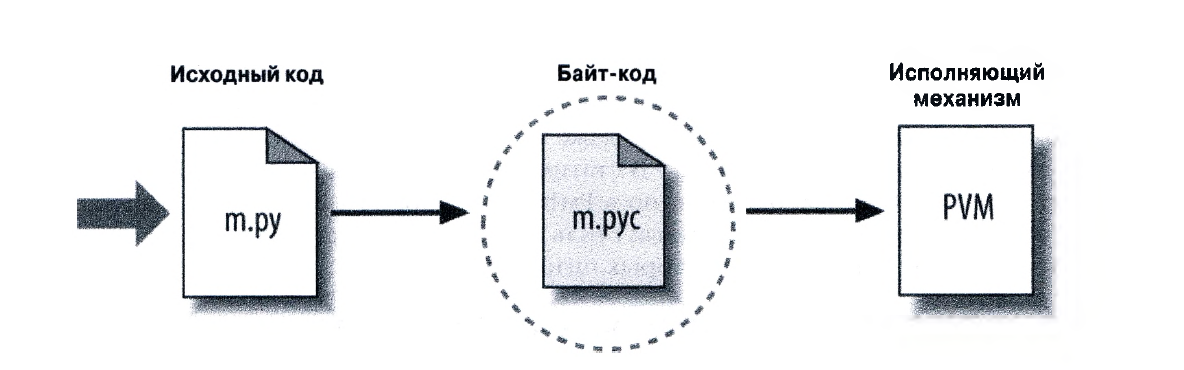 Исходный код
Байт-код
Исполняющий
механизм
m.py
m.pyc
PVM